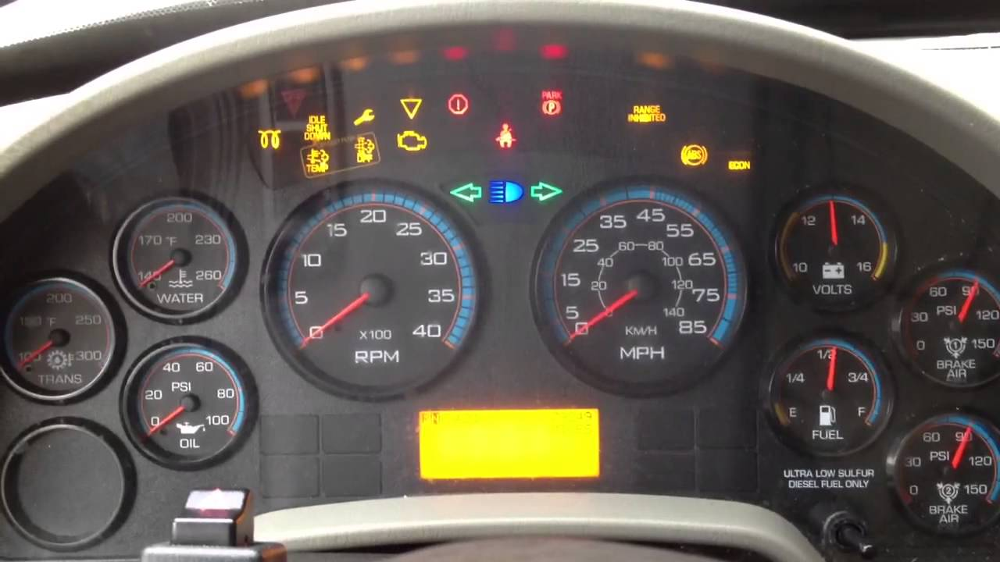 PARK
IDLE
SHUT
DOWN
RANGE
INHIBITED
TEMP
DPF
ABS
ECON
140 170 200 230 260
°F
WATER
200 250 300
°F
TRANS
0 20 40 60 80 100
PSI
OIL
0 5 10 15 20 25 30 35 40
X100
RPM
5 15 25 35 45 55 65 75 85
20 40 60 80 100 120 140
KM/H
MPH
10 12 14 16
VOLTS
E 1/4 1/2 3/4 F
FUEL
ULTRA LOW SULFUR
DIESEL FUEL ONLY
0 30 60 90 120 150
PSI
1
BRAKE
AIR
0 30 60 90 120 150
PSI
2
BRAKE
AIR